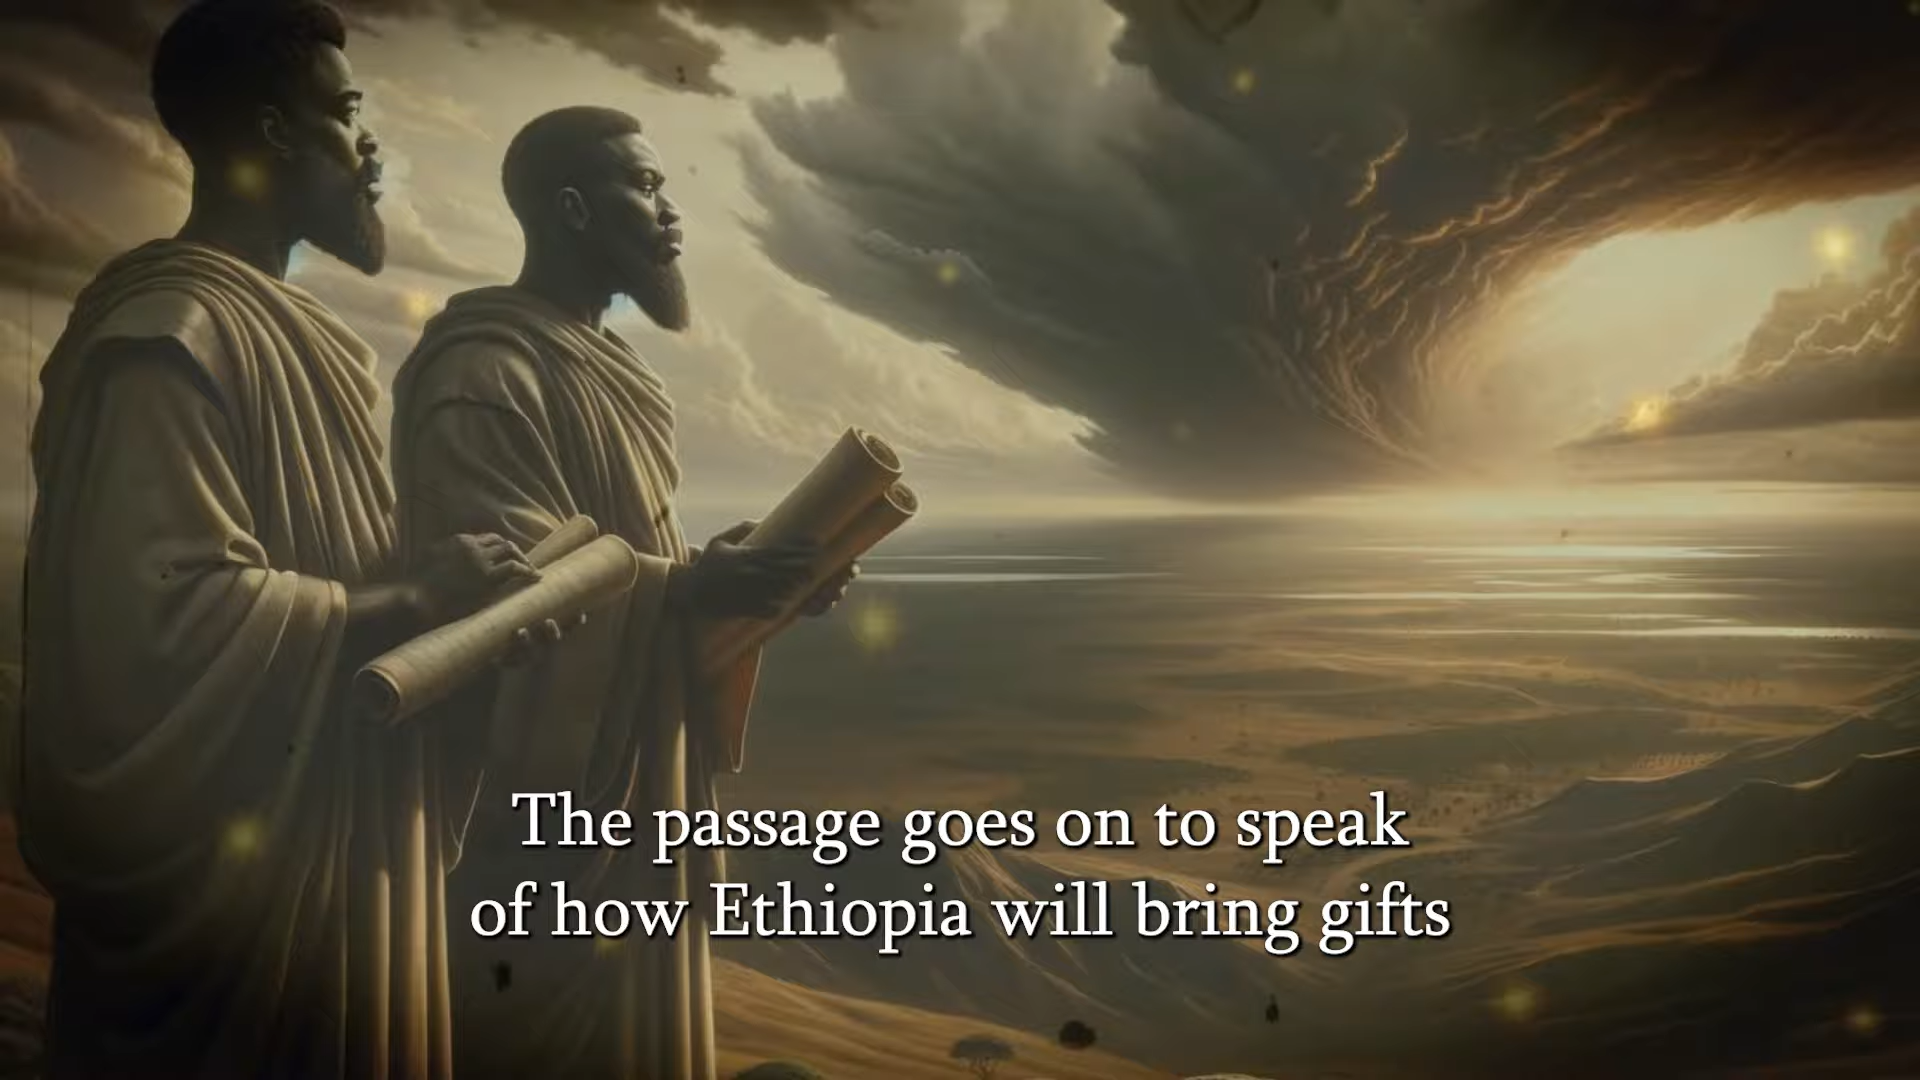 The passage goes on to speak
of how Ethiopia will bring gifts